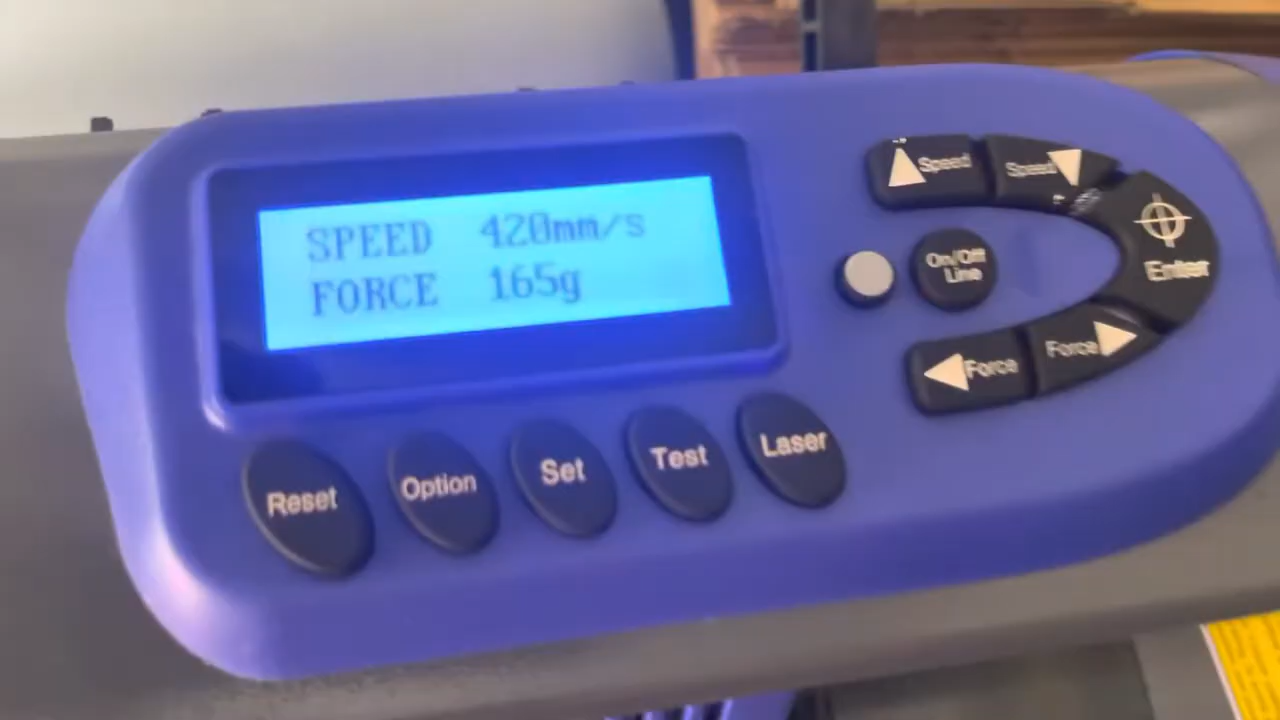 SPEED 420mm/s
FORCE 165g
Speed
Speed
On/Off
Line
Enter
Force
Force
Reset
Option
Set
Test
Laser